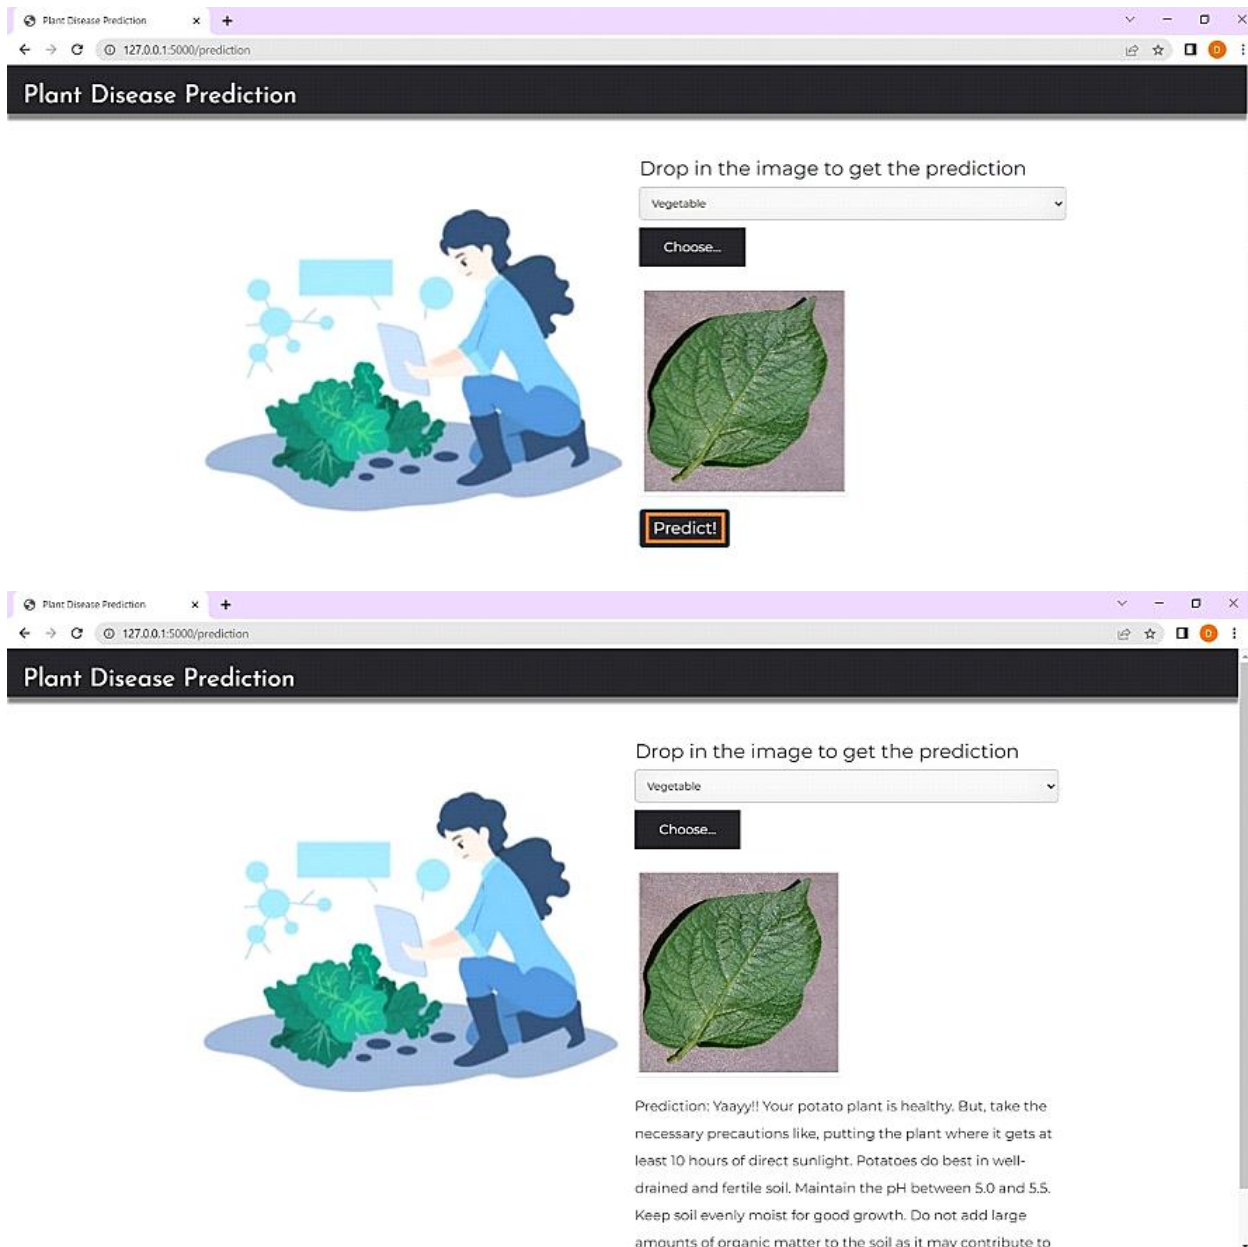 Plant Disease Prediction
127.0.0.1:5000/prediction
D
Plant Disease Prediction
Drop in the image to get the prediction
Vegetable
Choose...
Predict!
Plant Disease Prediction
127.0.0.1:5000/prediction
D
Plant Disease Prediction
Drop in the image to get the prediction
Vegetable
Choose...
Prediction: Yaayy!! Your potato plant is healthy. But, take the
necessary precautions like, putting the plant where it gets at
least 10 hours of direct sunlight. Potatoes do best in well-
drained and fertile soil. Maintain the pH between 5.0 and 5.5.
Keep soil evenly moist for good growth. Do not add large
amounts of organic matter to the soil as it may contribute to